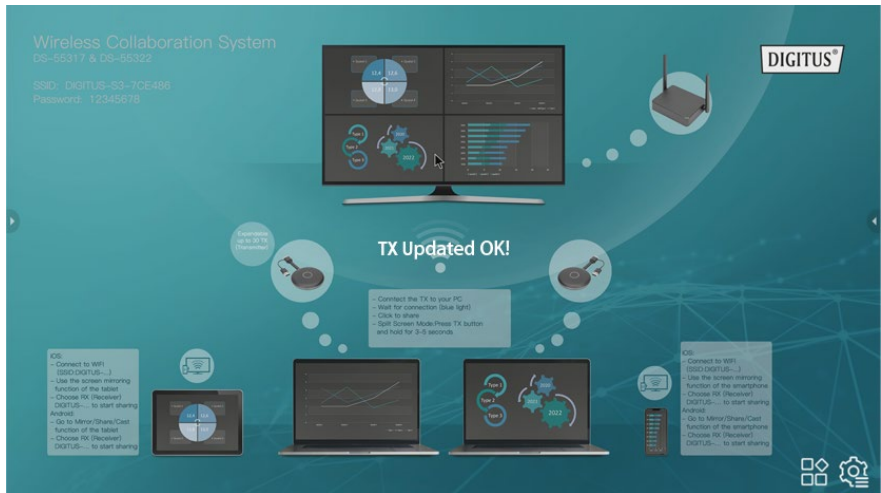 Wireless Collaboration System
DS-55317 & DS-55322
SSID: DIGITUS-S3-7CE486
Password: 12345678
DIGITUS®
Expandable
up to 10 TX
(Transmitter)
TX Updated OK!
- Conntect the TX to your PC
- Wait for connection (blue light)
- Click to share
- Split Screen Mode:Press TX button
and hold for 3-5 seconds
iOS:
- Connect to WIFI
(SSID:DIGITUS-...)
- Use the screen mirroring
function of the tablet
- Choose RX (Receiver)
DIGITUS-... to start sharing
Android:
- Go to Mirror/Share/Cast
function of the tablet
- Choose RX (Receiver)
DIGITUS-... to start sharing
Type 1
Type 2
Type 3
2020
2021
2022
iOS:
- Connect to WIFI
(SSID:DIGITUS-...)
- Use the screen mirroring
function of the smartphone
- Choose RX (Receiver)
DIGITUS-... to start sharing
Android:
- Go to Mirror/Share/Cast
function of the smartphone
- Choose RX (Receiver)
DIGITUS-... to start sharing